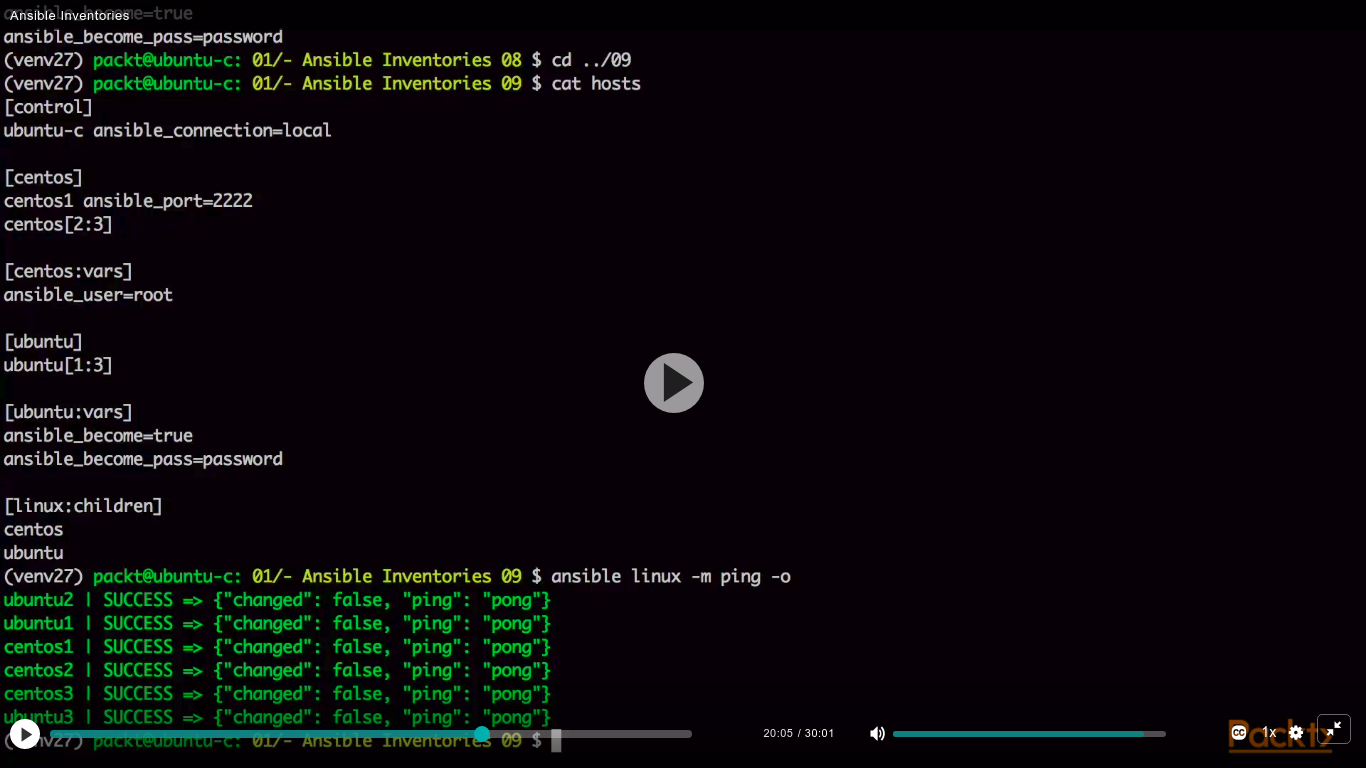 ansible_become=true
Ansible Inventories
ansible_become_pass=password
(venv27) packt@ubuntu-c: 01/- Ansible Inventories 08 $ cd ../09
(venv27) packt@ubuntu-c: 01/- Ansible Inventories 09 $ cat hosts
[control]
ubuntu-c ansible_connection=local
[centos]
centos1 ansible_port=2222
centos[2:3]
[centos:vars]
ansible_user=root
[ubuntu]
ubuntu[1:3]
[ubuntu:vars]
ansible_become=true
ansible_become_pass=password
[linux:children]
centos
ubuntu
(venv27) packt@ubuntu-c: 01/- Ansible Inventories 09 $ ansible linux -m ping -o
ubuntu2 | SUCCESS => {"changed": false, "ping": "pong"}
ubuntu1 | SUCCESS => {"changed": false, "ping": "pong"}
centos1 | SUCCESS => {"changed": false, "ping": "pong"}
centos2 | SUCCESS => {"changed": false, "ping": "pong"}
centos3 | SUCCESS => {"changed": false, "ping": "pong"}
ubuntu3 | SUCCESS => {"changed": false, "ping": "pong"}
(venv27) packt@ubuntu-c: 01/- Ansible Inventories 09 $
20:05 / 30:01
CC
1x
Packt>